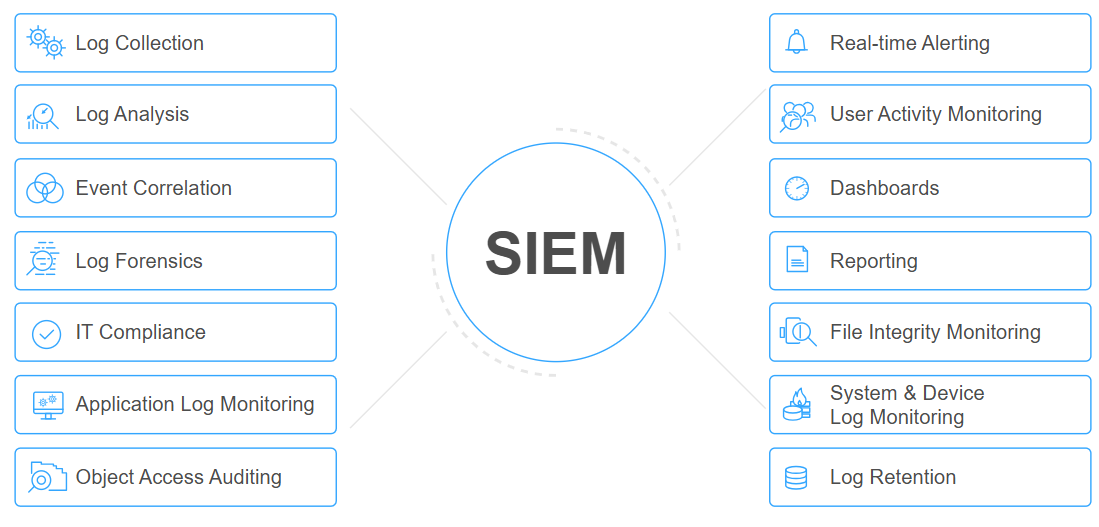 Log Collection
Log Analysis
Event Correlation
Log Forensics
IT Compliance
Application Log Monitoring
Object Access Auditing
SIEM
Real-time Alerting
User Activity Monitoring
Dashboards
Reporting
File Integrity Monitoring
System & Device
Log Monitoring
Log Retention